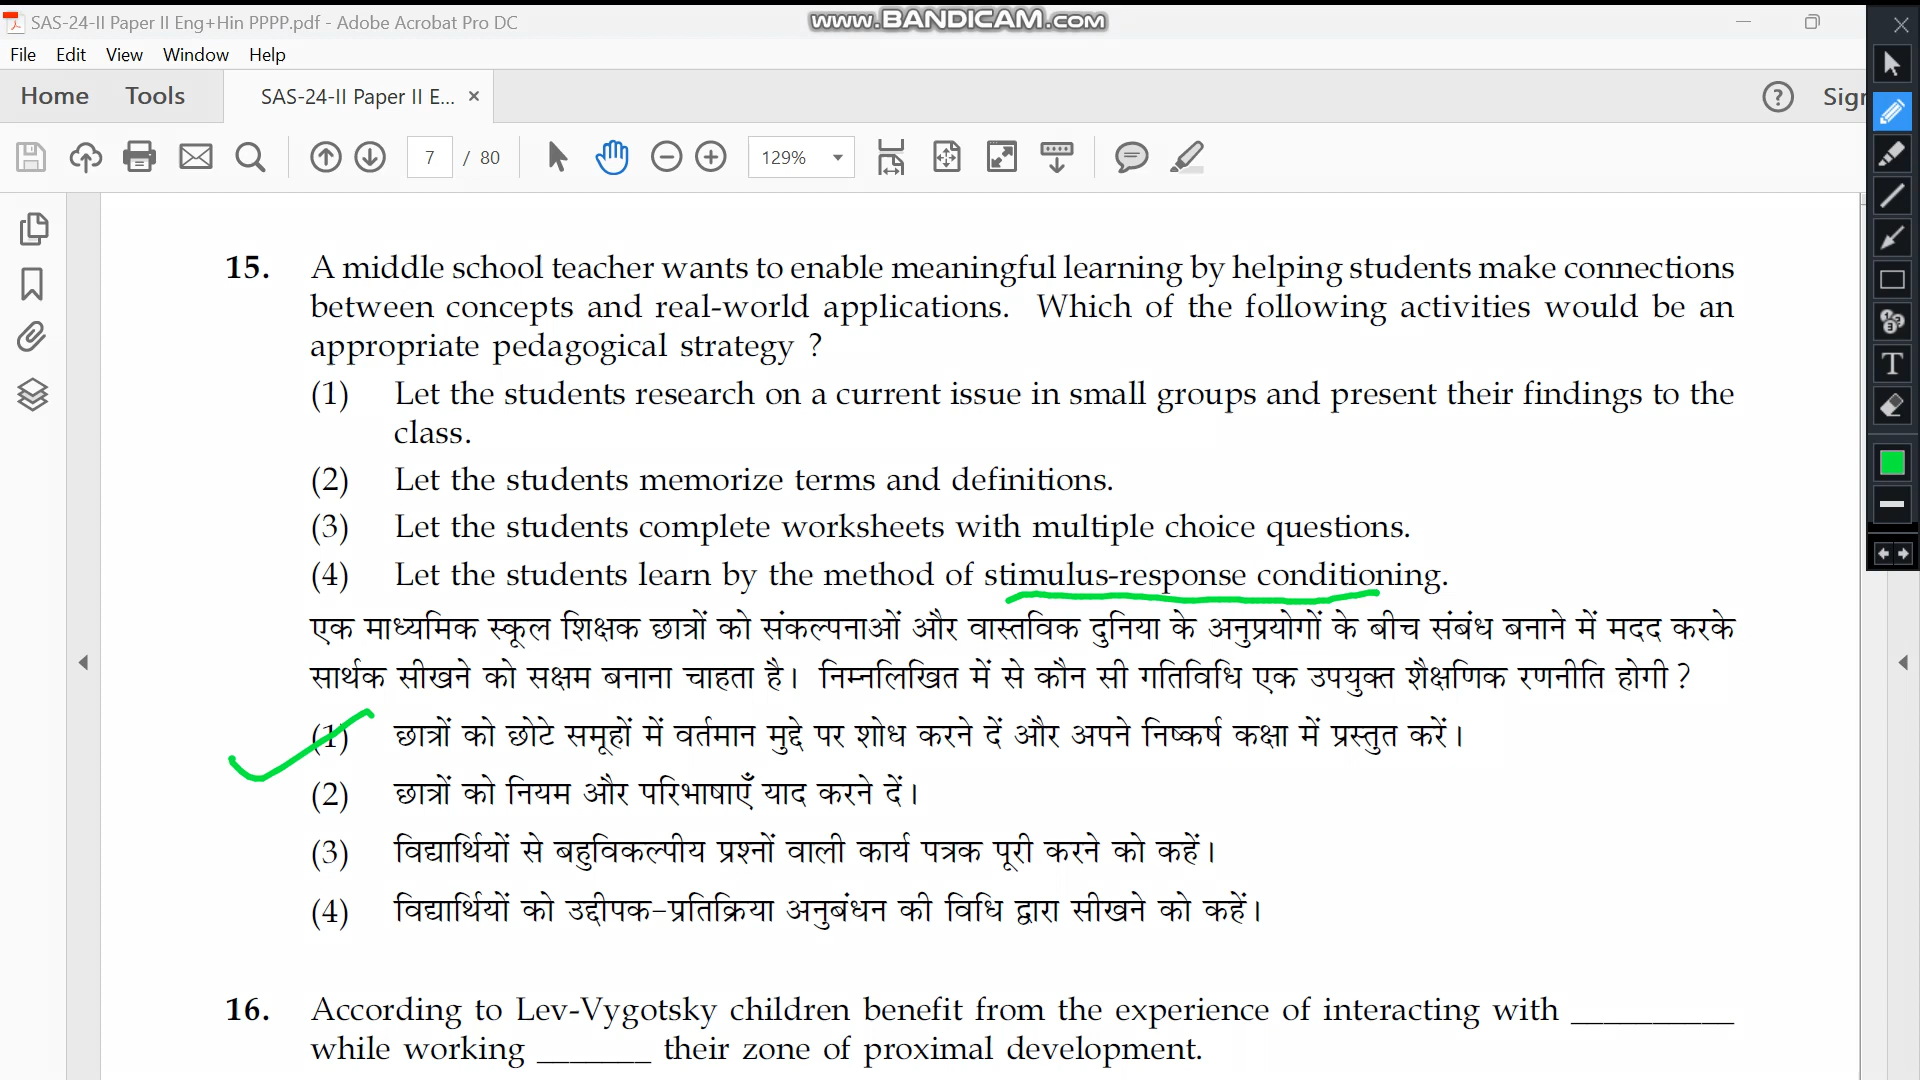 SAS-24-II Paper II Eng+Hin PPPP.pdf - Adobe Acrobat Pro DC
www.BANDICAM.com
File Edit View Window Help
Home Tools SAS-24-II Paper II E... × ? Sign
7 / 80 129%
15. A middle school teacher wants to enable meaningful learning by helping students make connections
between concepts and real-world applications. Which of the following activities would be an
appropriate pedagogical strategy ?
(1) Let the students research on a current issue in small groups and present their findings to the
class.
(2) Let the students memorize terms and definitions.
(3) Let the students complete worksheets with multiple choice questions.
(4) Let the students learn by the method of stimulus-response conditioning.
एक माध्यमिक स्कूल शिक्षक छात्रों को संकल्पनाओं और वास्तविक दुनिया के अनुप्रयोगों के बीच संबंध बनाने में मदद करके
सार्थक सीखने को सक्षम बनाना चाहता है। निम्नलिखित में से कौन सी गतिविधि एक उपयुक्त शैक्षणिक रणनीति होगी ?
(1) छात्रों को छोटे समूहों में वर्तमान मुद्दे पर शोध करने दें और अपने निष्कर्ष कक्षा में प्रस्तुत करें।
(2) छात्रों को नियम और परिभाषाएँ याद करने दें।
(3) विद्यार्थियों से बहुविकल्पीय प्रश्नों वाली कार्य पत्रक पूरी करने को कहें।
(4) विद्यार्थियों को उद्दीपक-प्रतिक्रिया अनुबंधन की विधि द्वारा सीखने को कहें।
16. According to Lev-Vygotsky children benefit from the experience of interacting with __________
while working _______ their zone of proximal development.